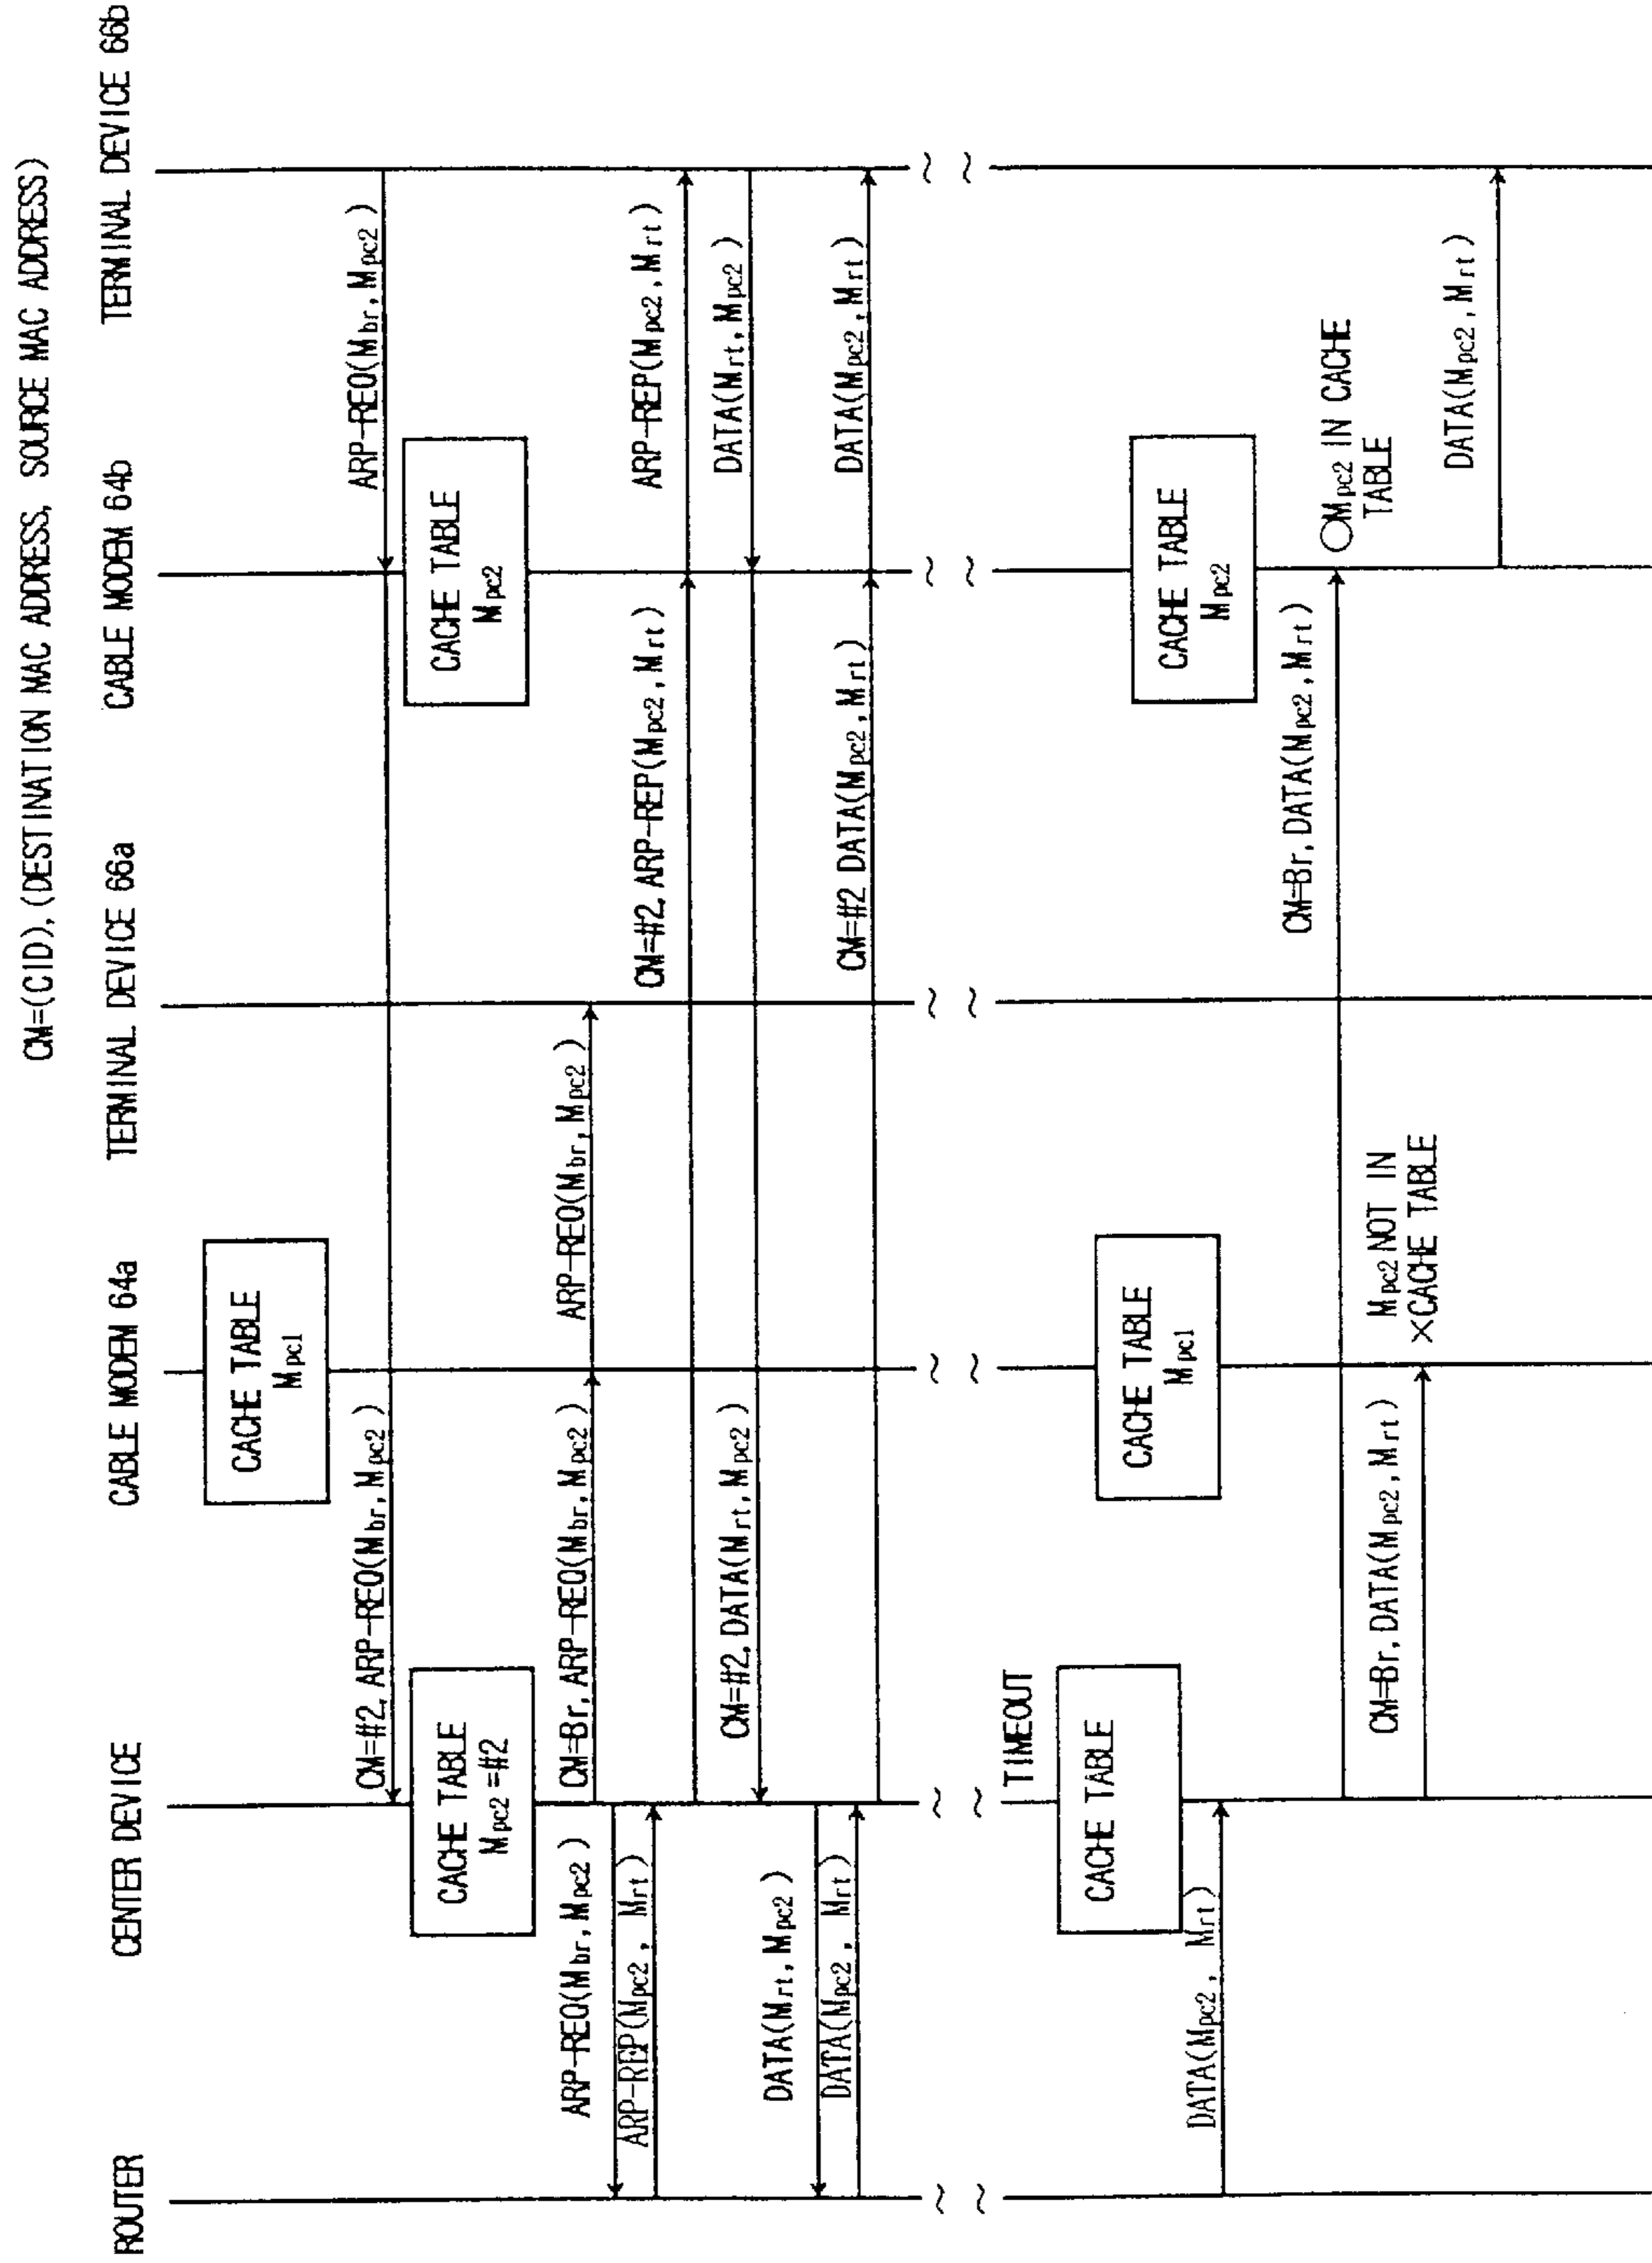 CM=(CID), (DESTINATION MAC ADDRESS, SOURCE MAC ADDRESS)
ROUTER
CENTER DEVICE
CABLE MODEM 64a
TERMINAL DEVICE 66a
CABLE MODEM 64b
TERMINAL DEVICE 66b
CACHE TABLE
Mpc1
ARP-REQ(Mbr, Mpc2)
CM=#2, ARP-REQ(Mbr, Mpc2)
CACHE TABLE
Mpc2
CACHE TABLE
Mpc2=#2
CM=Br, ARP-REQ(Mbr, Mpc2)
ARP-REQ(Mbr, Mpc2)
ARP-REQ(Mbr, Mpc2)
ARP-REP(Mpc2, Mrt)
CM=#2, ARP-REP(Mpc2, Mrt)
ARP-REP(Mpc2, Mrt)
DATA(Mrt, Mpc2)
CM=#2, DATA(Mrt, Mpc2)
DATA(Mrt, Mpc2)
DATA(Mpc2, Mrt)
CM=#2 DATA(Mpc2, Mrt)
DATA(Mpc2, Mrt)
TIMEOUT
CACHE TABLE
CACHE TABLE
Mpc1
CACHE TABLE
Mpc2
DATA(Mpc2, Mrt)
CM=Br, DATA(Mpc2, Mrt)
○Mpc2 IN CACHE
TABLE
CM=Br, DATA(Mpc2, Mrt)
Mpc2 NOT IN
×CACHE TABLE
DATA(Mpc2, Mrt)